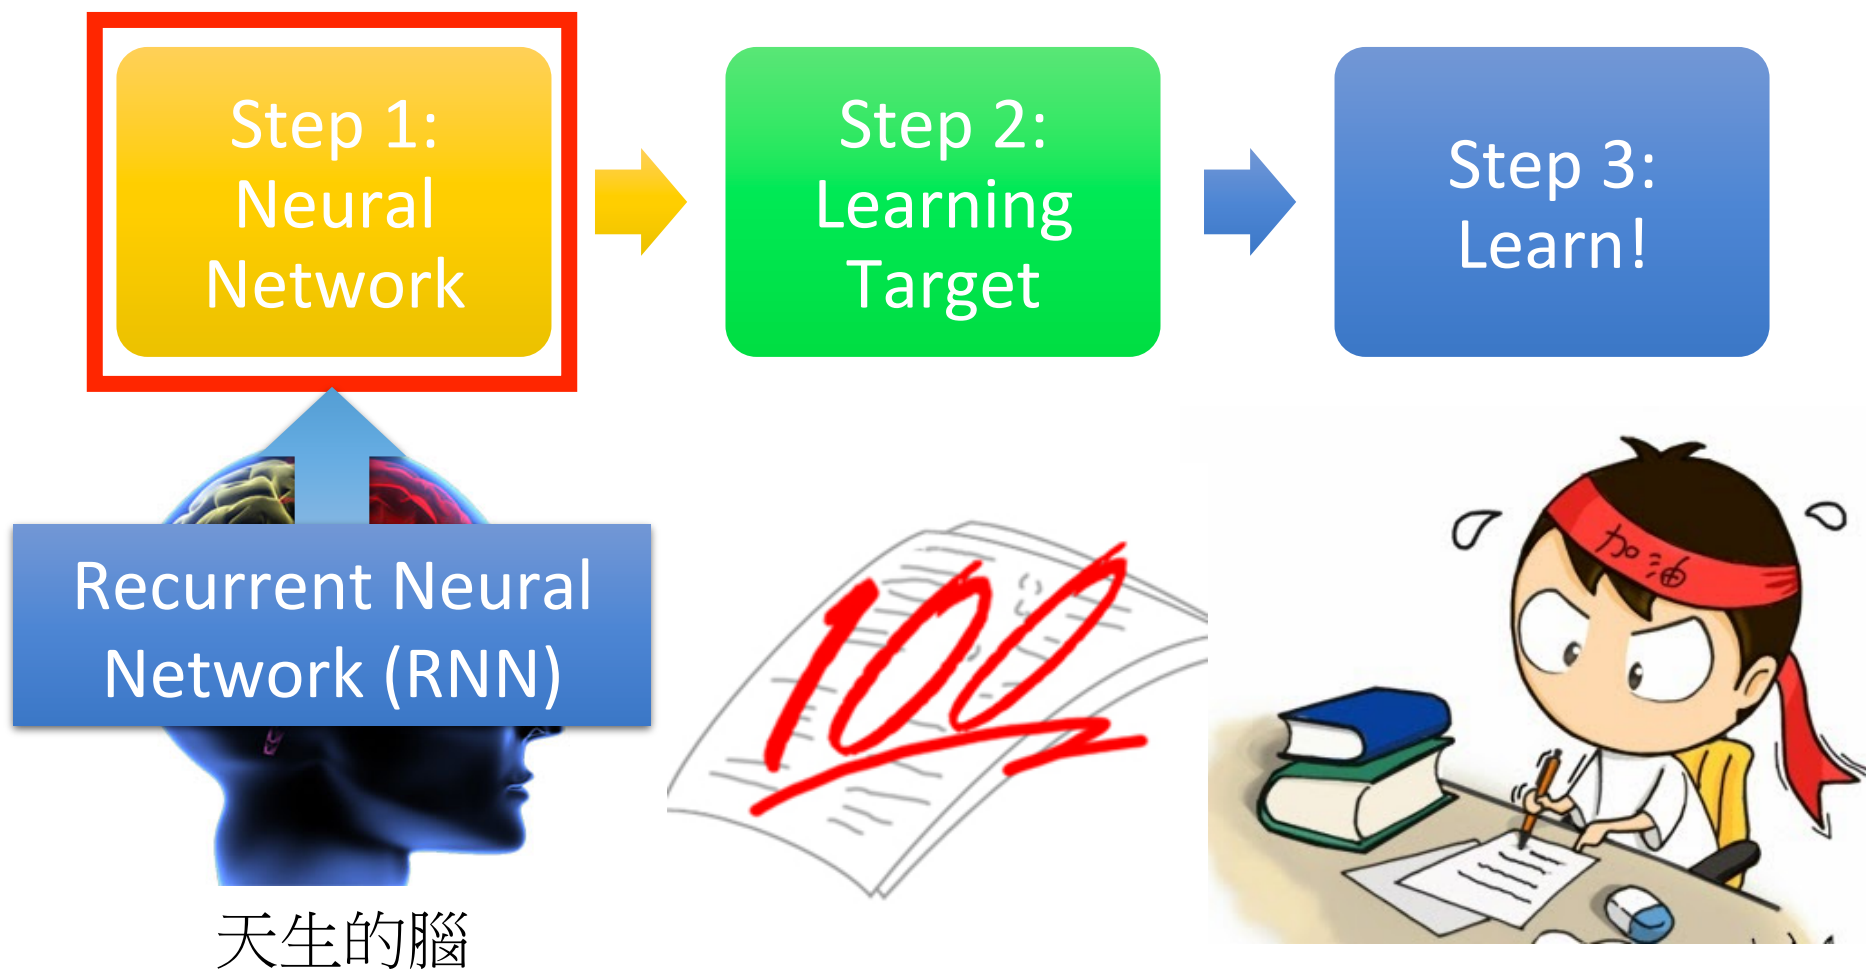 Step 1:
Neural
Network
Step 2:
Learning
Target
Step 3:
Learn!
Recurrent Neural
Network (RNN)
100
加油
天生的腦